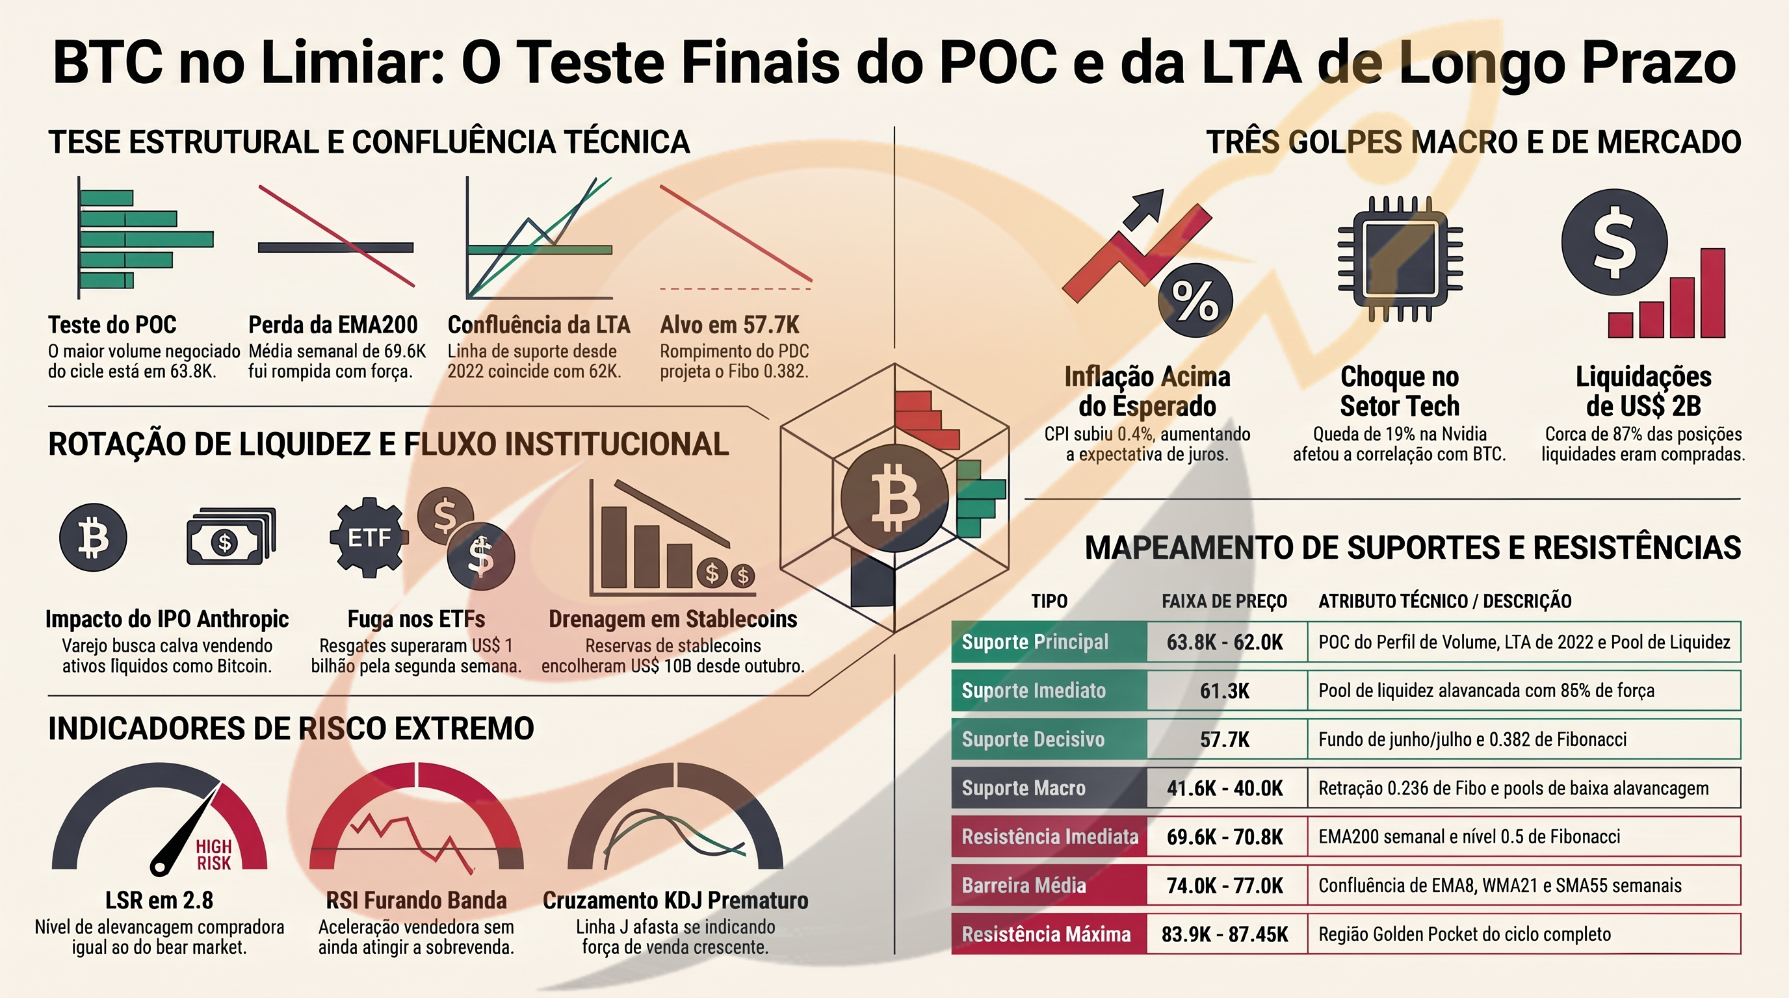 BTC no Limiar: O Teste Finais do POC e da LTA de Longo Prazo
TESE ESTRUTURAL E CONFLUÊNCIA TÉCNICA
Teste do POC
O maior volume negociado
do cicle está em 63.8K.
Perda da EMA200
Média semanal de 69.6K
fui rompida com força.
Confluência da LTA
Linha de suporte desde
2022 coincide com 62K.
Alvo em 57.7K
Rompimento do PDC
projeta o Fibo 0.382.
ROTAÇÃO DE LIQUIDEZ E FLUXO INSTITUCIONAL
ETF
$
$
$
$
$
Impacto do IPO Anthropic
Varejo busca calva vendendo
ativos líquidos como Bitcoin.
Fuga nos ETFs
Resgates superaram US$ 1
bilhão pela segunda semana.
Drenagem em Stablecoins
Reservas de stablecoins
encolheram US$ 10B desde outubro.
INDICADORES DE RISCO EXTREMO
HIGH
RISK
LSR em 2.8
Nível de alevancagem compradora
igual ao do bear market.
RSI Furando Banda
Aceleração vendedora sem
ainda atingir a sobrevenda.
Cruzamento KDJ Prematuro
Linha J afasta se indicando
força de venda crescente.
TRÊS GOLPES MACRO E DE MERCADO
%
$
Inflação Acima
do Esperado
CPI subiu 0.4%, aumentando
a expectativa de juros.
Choque no
Setor Tech
Queda de 19% na Nvidia
afetou a correlação com BTC.
Liquidações
de US$ 2B
Corca de 87% das posições
liquidades eram compradas.
MAPEAMENTO DE SUPORTES E RESISTÊNCIAS
TIPO FAIXA DE PREÇO ATRIBUTO TÉCNICO / DESCRIÇÃO
Suporte Principal 63.8K - 62.0K POC do Perfil de Volume, LTA de 2022 e Pool de Liquidez
Suporte Imediato 61.3K Pool de liquidez alavancada com 85% de força
Suporte Decisivo 57.7K Fundo de junho/julho e 0.382 de Fibonacci
Suporte Macro 41.6K - 40.0K Retração 0.236 de Fibo e pools de baixa alavancagem
Resistência Imediata 69.6K - 70.8K EMA200 semanal e nível 0.5 de Fibonacci
Barreira Média 74.0K - 77.0K Confluência de EMA8, WMA21 e SMA55 semanais
Resistência Máxima 83.9K - 87.45K Região Golden Pocket do ciclo completo